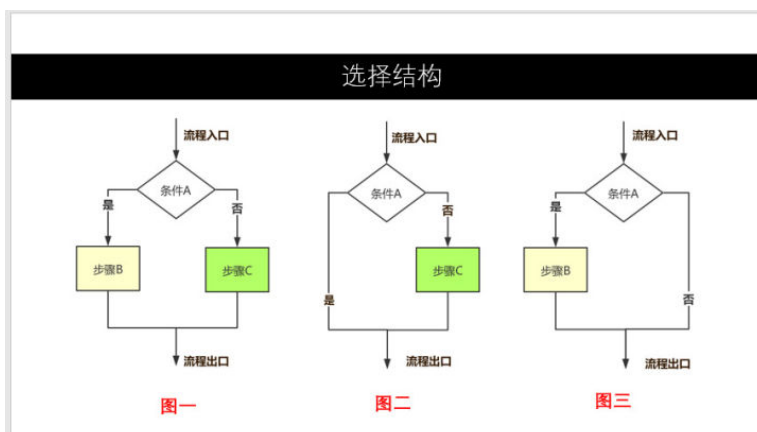 选择结构
流程入口
条件A
是
否
步骤B
步骤C
流程出口
图一
流程入口
条件A
否
步骤C
是
流程出口
图二
流程入口
条件A
是
步骤B
否
流程出口
图三